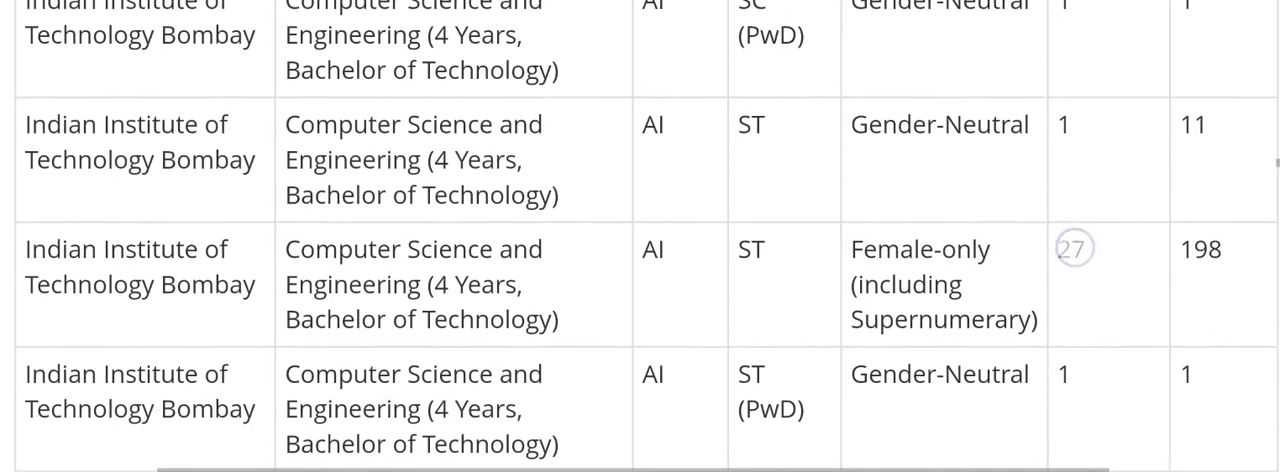 Indian Institute of Computer Science and AI SC Gender-Neutral 1 1
Technology Bombay Engineering (4 Years, (PwD)
Bachelor of Technology)
Indian Institute of Computer Science and AI ST Gender-Neutral 1 11
Technology Bombay Engineering (4 Years,
Bachelor of Technology)
Indian Institute of Computer Science and AI ST Female-only 27 198
Technology Bombay Engineering (4 Years, (including
Bachelor of Technology) Supernumerary)
Indian Institute of Computer Science and AI ST Gender-Neutral 1 1
Technology Bombay Engineering (4 Years, (PwD)
Bachelor of Technology)